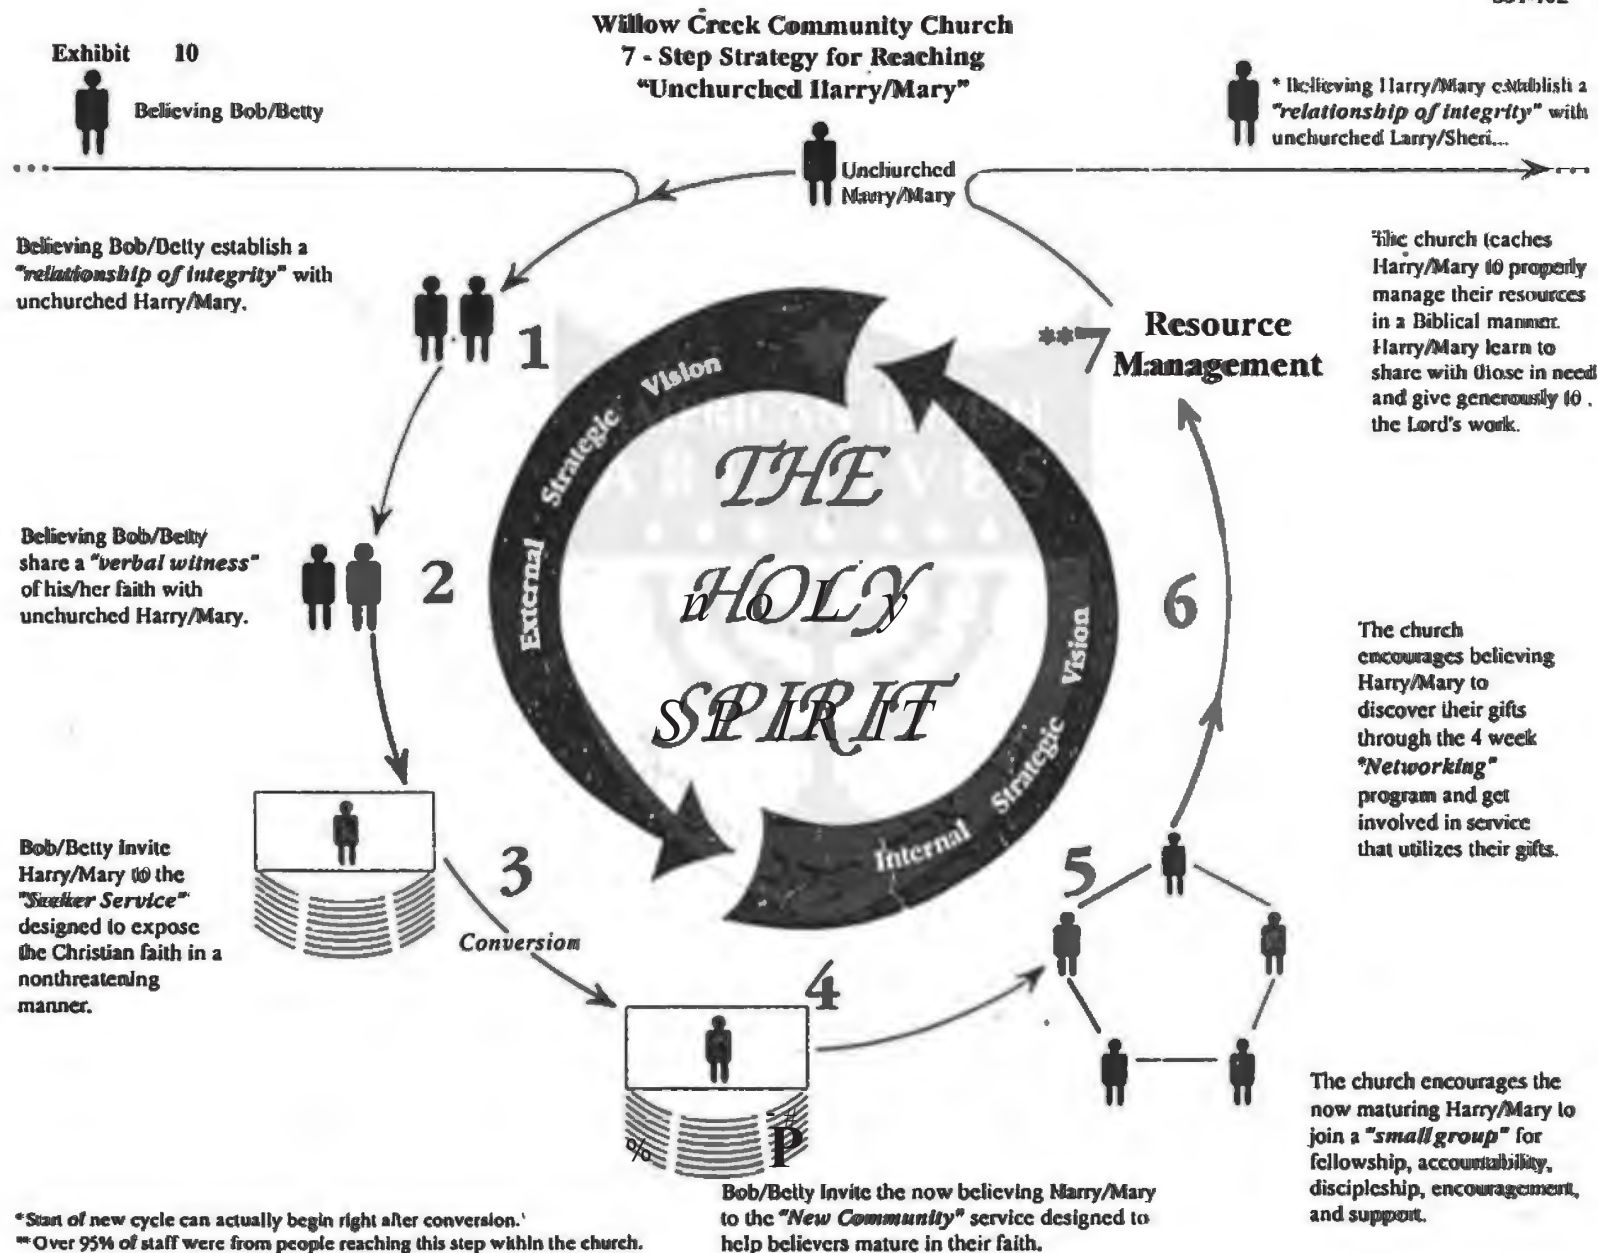 Exhibit 10
Willow Creek Community Church
7 - Step Strategy for Reaching
"Unchurched Harry/Mary"
Believing Bob/Betty
Unchurched
Harry/Mary
* Believing Harry/Mary establish a
"relationship of integrity" with
unchurched Larry/Sheri...
Believing Bob/Betty establish a
"relationship of integrity" with
unchurched Harry/Mary.
1
Believing Bob/Betty
share a "verbal witness"
of his/her faith with
unchurched Harry/Mary.
2
Bob/Betty Invite
Harry/Mary to the
"Seeker Service"
designed to expose
the Christian faith in a
nonthreatening
manner.
3
Conversion
4
Bob/Betty Invite the now believing Harry/Mary
to the "New Community" service designed to
help believers mature in their faith.
5
The church encourages the
now maturing Harry/Mary to
join a "small group" for
fellowship, accountability,
discipleship, encouragement,
and support.
6
The church
encourages believing
Harry/Mary to
discover their gifts
through the 4 week
"Networking"
program and get
involved in service
that utilizes their gifts.
**7
Resource
Management
The church teaches
Harry/Mary to properly
manage their resources
in a Biblical manner.
Harry/Mary learn to
share with those in need
and give generously to
the Lord's work.
External Strategic Vision
Internal Strategic Vision
THE
HOLY
SPIRIT
ARCHIVES
*Start of new cycle can actually begin right after conversion.
**Over 95% of staff were from people reaching this step within the church.